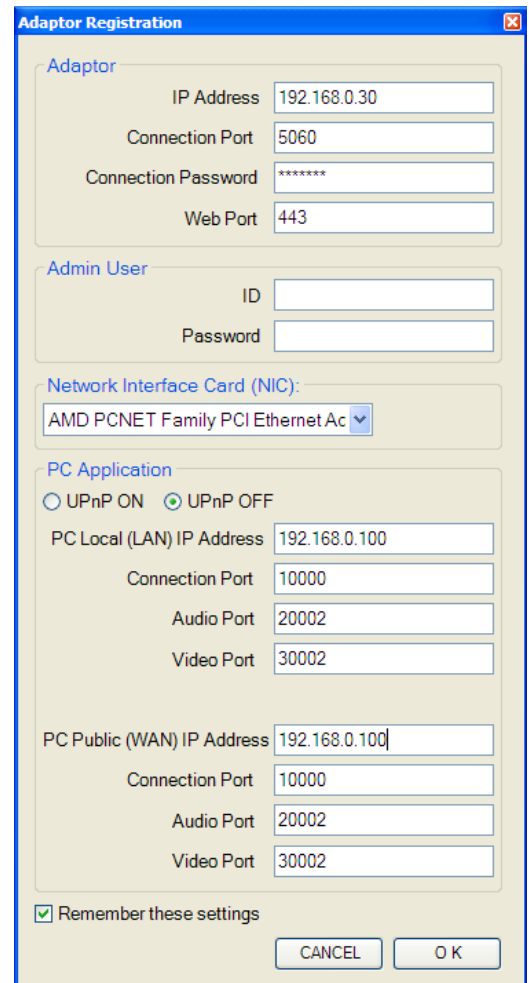 Adaptor Registration
Adaptor
IP Address 192.168.0.30
Connection Port 5060
Connection Password *******
Web Port 443
Admin User
ID
Password
Network Interface Card (NIC):
AMD PCNET Family PCI Ethernet Ac
PC Application
UPnP ON UPnP OFF
PC Local (LAN) IP Address 192.168.0.100
Connection Port 10000
Audio Port 20002
Video Port 30002
PC Public (WAN) IP Address 192.168.0.100
Connection Port 10000
Audio Port 20002
Video Port 30002
Remember these settings
CANCEL O K